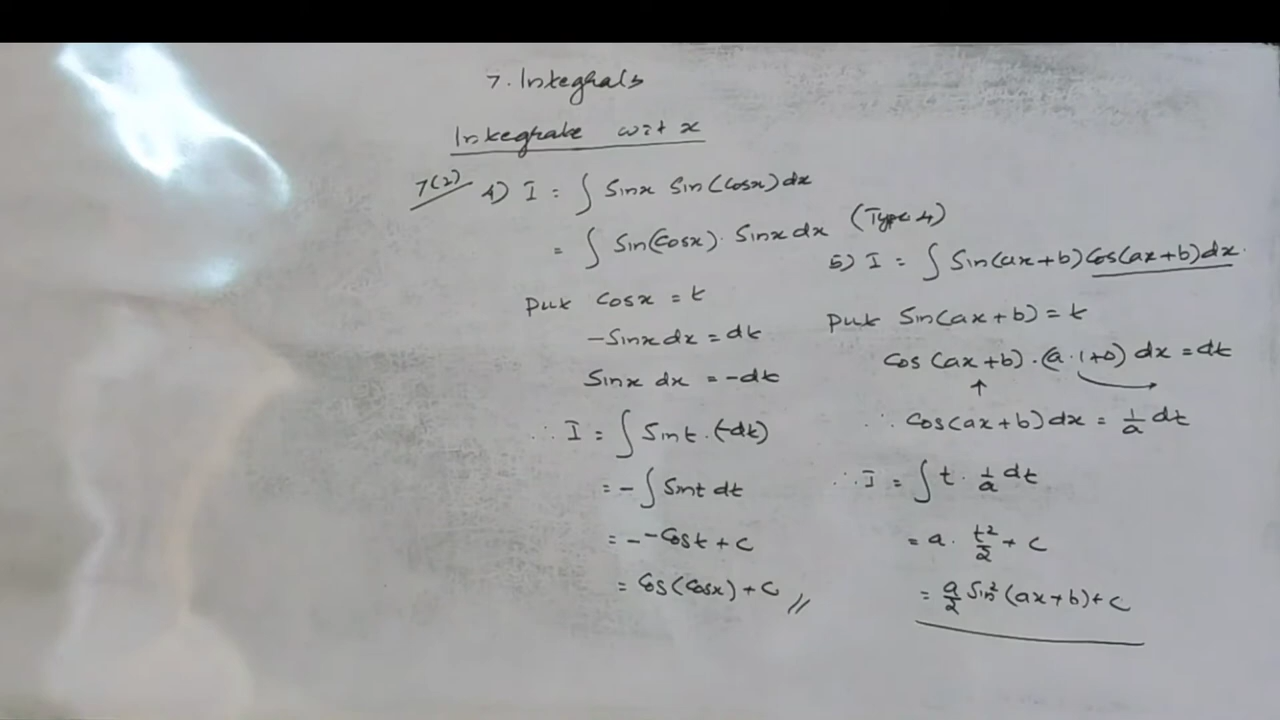 7. Integrals
Integrate w.r.t x
7(2) 4) I = ∫ Sinx Sin(Cosx) dx
= ∫ Sin(Cosx). Sinx dx (Type 4)
Put Cosx = t
-Sinx dx = dt
Sinx dx = -dt
∴ I = ∫ Sint.(-dt)
= - ∫ Sint dt
= - -Cost + C
= Cos(Cosx) + C //
5) I = ∫ Sin(ax+b) Cos(ax+b) dx.
Put Sin(ax+b) = t
Cos(ax+b).(a.1+0) dx = dt
∴ Cos(ax+b) dx = 1/a dt
∴ I = ∫ t. 1/a dt
= a. t²/2 + C
= a/2 Sin²(ax+b) + C